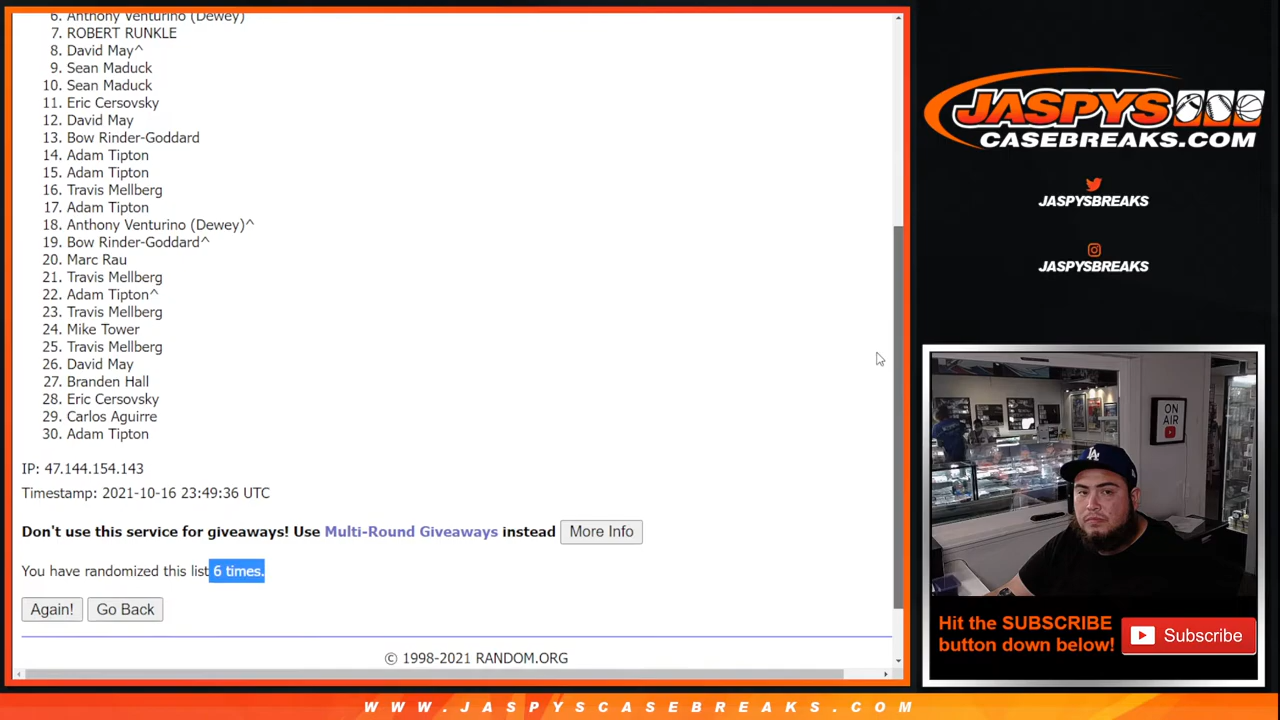 6. Anthony Venturino (Dewey)
7. ROBERT RUNKLE
8. David May^
9. Sean Maduck
10. Sean Maduck
11. Eric Cersovsky
12. David May
13. Bow Rinder-Goddard
14. Adam Tipton
15. Adam Tipton
16. Travis Mellberg
17. Adam Tipton
18. Anthony Venturino (Dewey)^
19. Bow Rinder-Goddard^
20. Marc Rau
21. Travis Mellberg
22. Adam Tipton^
23. Travis Mellberg
24. Mike Tower
25. Travis Mellberg
26. David May
27. Branden Hall
28. Eric Cersovsky
29. Carlos Aguirre
30. Adam Tipton
IP: 47.144.154.143
Timestamp: 2021-10-16 23:49:36 UTC
Don't use this service for giveaways! Use Multi-Round Giveaways instead More Info
You have randomized this list 6 times.
Again! Go Back
© 1998-2021 RANDOM.ORG
JASPYS
CASEBREAKS.COM
JASPYSBREAKS
JASPYSBREAKS
ON
AIR
LA
Hit the SUBSCRIBE
button down below!
Subscribe
WWW.JASPYSCASEBREAKS.COM